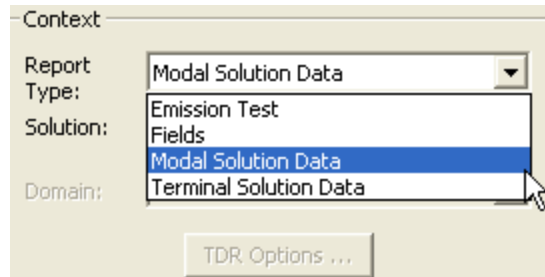 Context
Report Type:
Modal Solution Data
Emission Test
Solution:
Fields
Modal Solution Data
Domain:
Terminal Solution Data
TDR Options ...